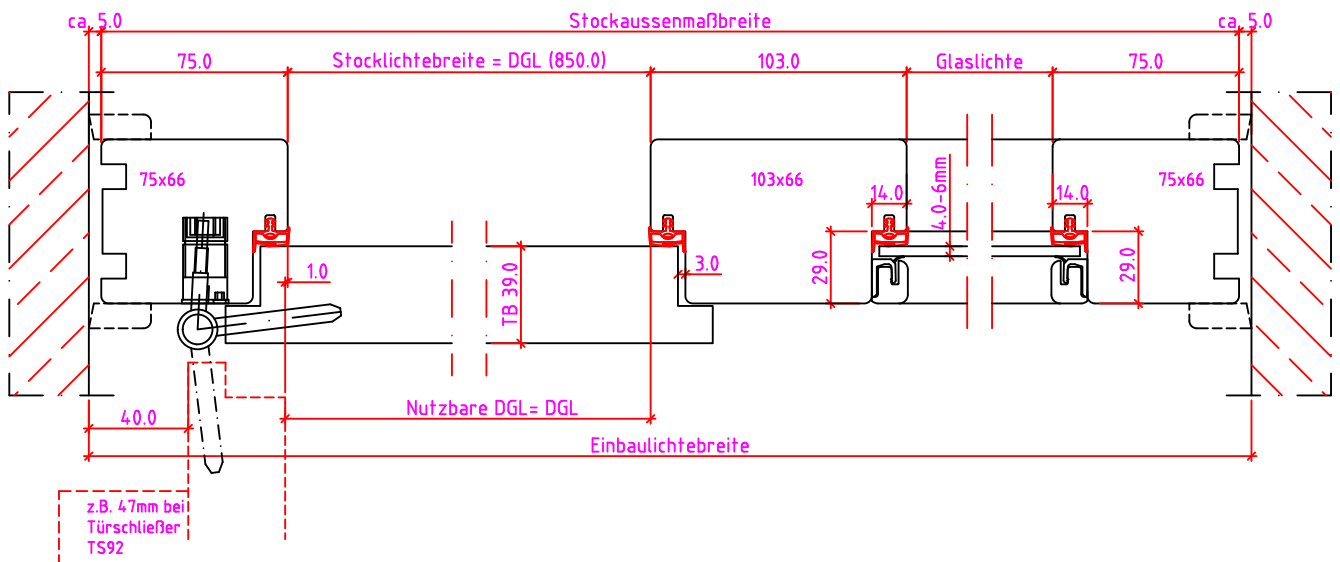 ca. 5.0
Stockaussenmaßbreite
ca. 5.0
75.0
Stocklichtebreite = DGL (850.0)
103.0
Glaslichte
75.0
75x66
103x66
75x66
14.0
4.0-6mm
14.0
1.0
TB 39.0
3.0
29.0
29.0
40.0
Nutzbare DGL= DGL
Einbaulichtebreite
z.B. 47mm bei
Türschließer
TS92